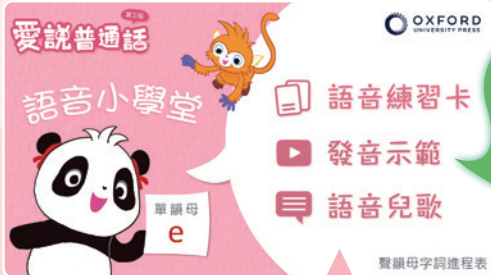 第三版
愛説普通話
OXFORD
UNIVERSITY PRESS
語音小學堂
語音練習卡
發音示範
語音兒歌
單韻母
e
聲韻母字詞進程表